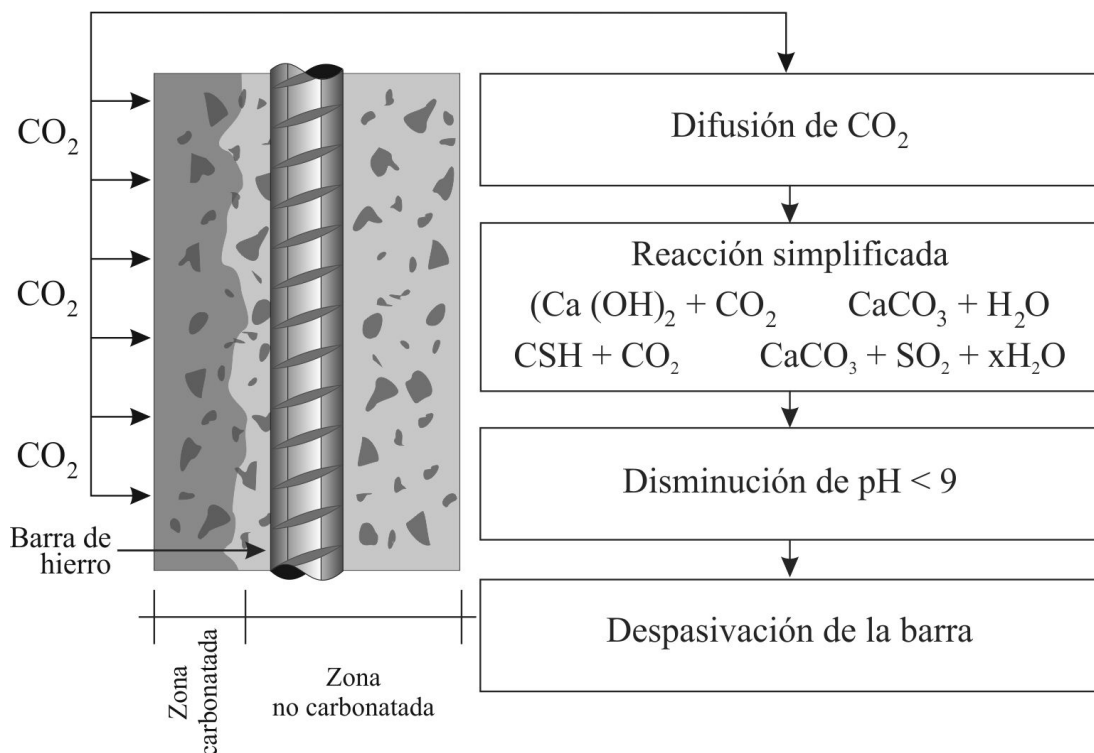 CO₂
CO₂
CO₂
Barra de
hierro
Zona
carbonatada
Zona
no carbonatada
Difusión de CO₂
Reacción simplificada
(Ca (OH)₂ + CO₂ CaCO₃ + H₂O
CSH + CO₂ CaCO₃ + SO₂ + xH₂O
Disminución de pH < 9
Despasivación de la barra